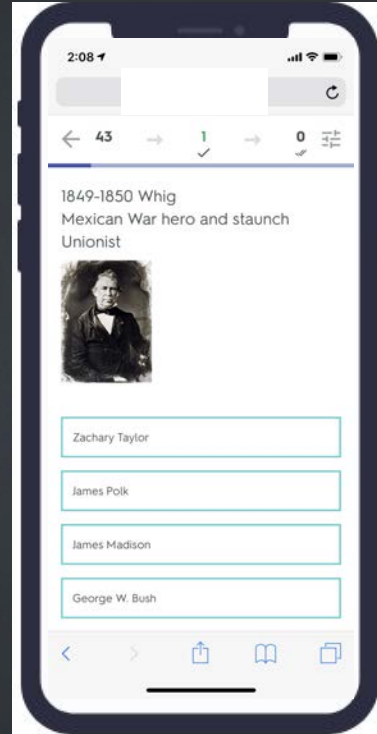 2:08
43 → 1 → 0
1849-1850 Whig
Mexican War hero and staunch
Unionist
Zachary Taylor
James Polk
James Madison
George W. Bush